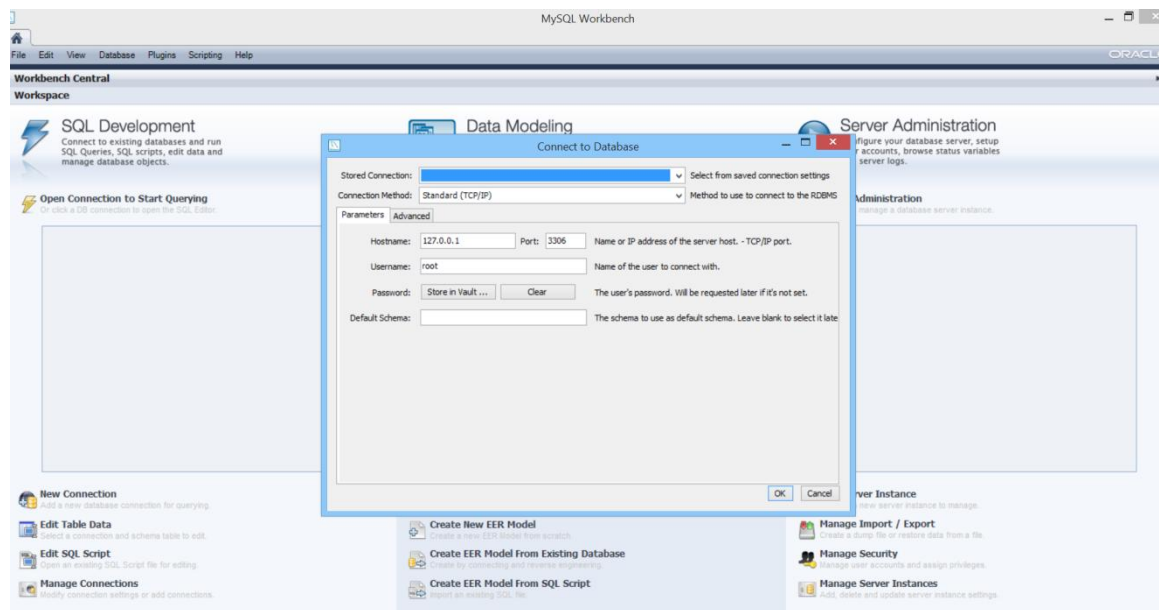 MySQL Workbench
File Edit View Database Plugins Scripting Help
Workbench Central
Workspace
SQL Development
Connect to existing databases and run
SQL Queries, SQL scripts, edit data and
manage database objects.
Data Modeling
Server Administration
figure your database server, setup
accounts, browse status variables
server logs.
Open Connection to Start Querying
Or click a DB connection to open the SQL Editor.
Administration
manage a database server instance.
Connect to Database
Stored Connection: Select from saved connection settings
Connection Method: Standard (TCP/IP) Method to use to connect to the RDBMS
Parameters Advanced
Hostname: 127.0.0.1 Port: 3306 Name or IP address of the server host. - TCP/IP port.
Username: root Name of the user to connect with.
Password: Store in Vault ... Clear The user's password. Will be requested later if it's not set.
Default Schema: The schema to use as default schema. Leave blank to select it late
OK Cancel
New Connection
Add a new database connection for querying.
Edit Table Data
Select a connection and schema table to edit.
Edit SQL Script
Open an existing SQL Script file for editing.
Manage Connections
Modify connection settings or add connections.
Create New EER Model
Create a new EER Model from scratch.
Create EER Model From Existing Database
Create by connecting and reverse engineering.
Create EER Model From SQL Script
Import an existing SQL file.
ver Instance
new server instance to manage.
Manage Import / Export
Create a dump file or restore data from a file.
Manage Security
Manage user accounts and assign privileges.
Manage Server Instances
Add, delete and update server instance settings.